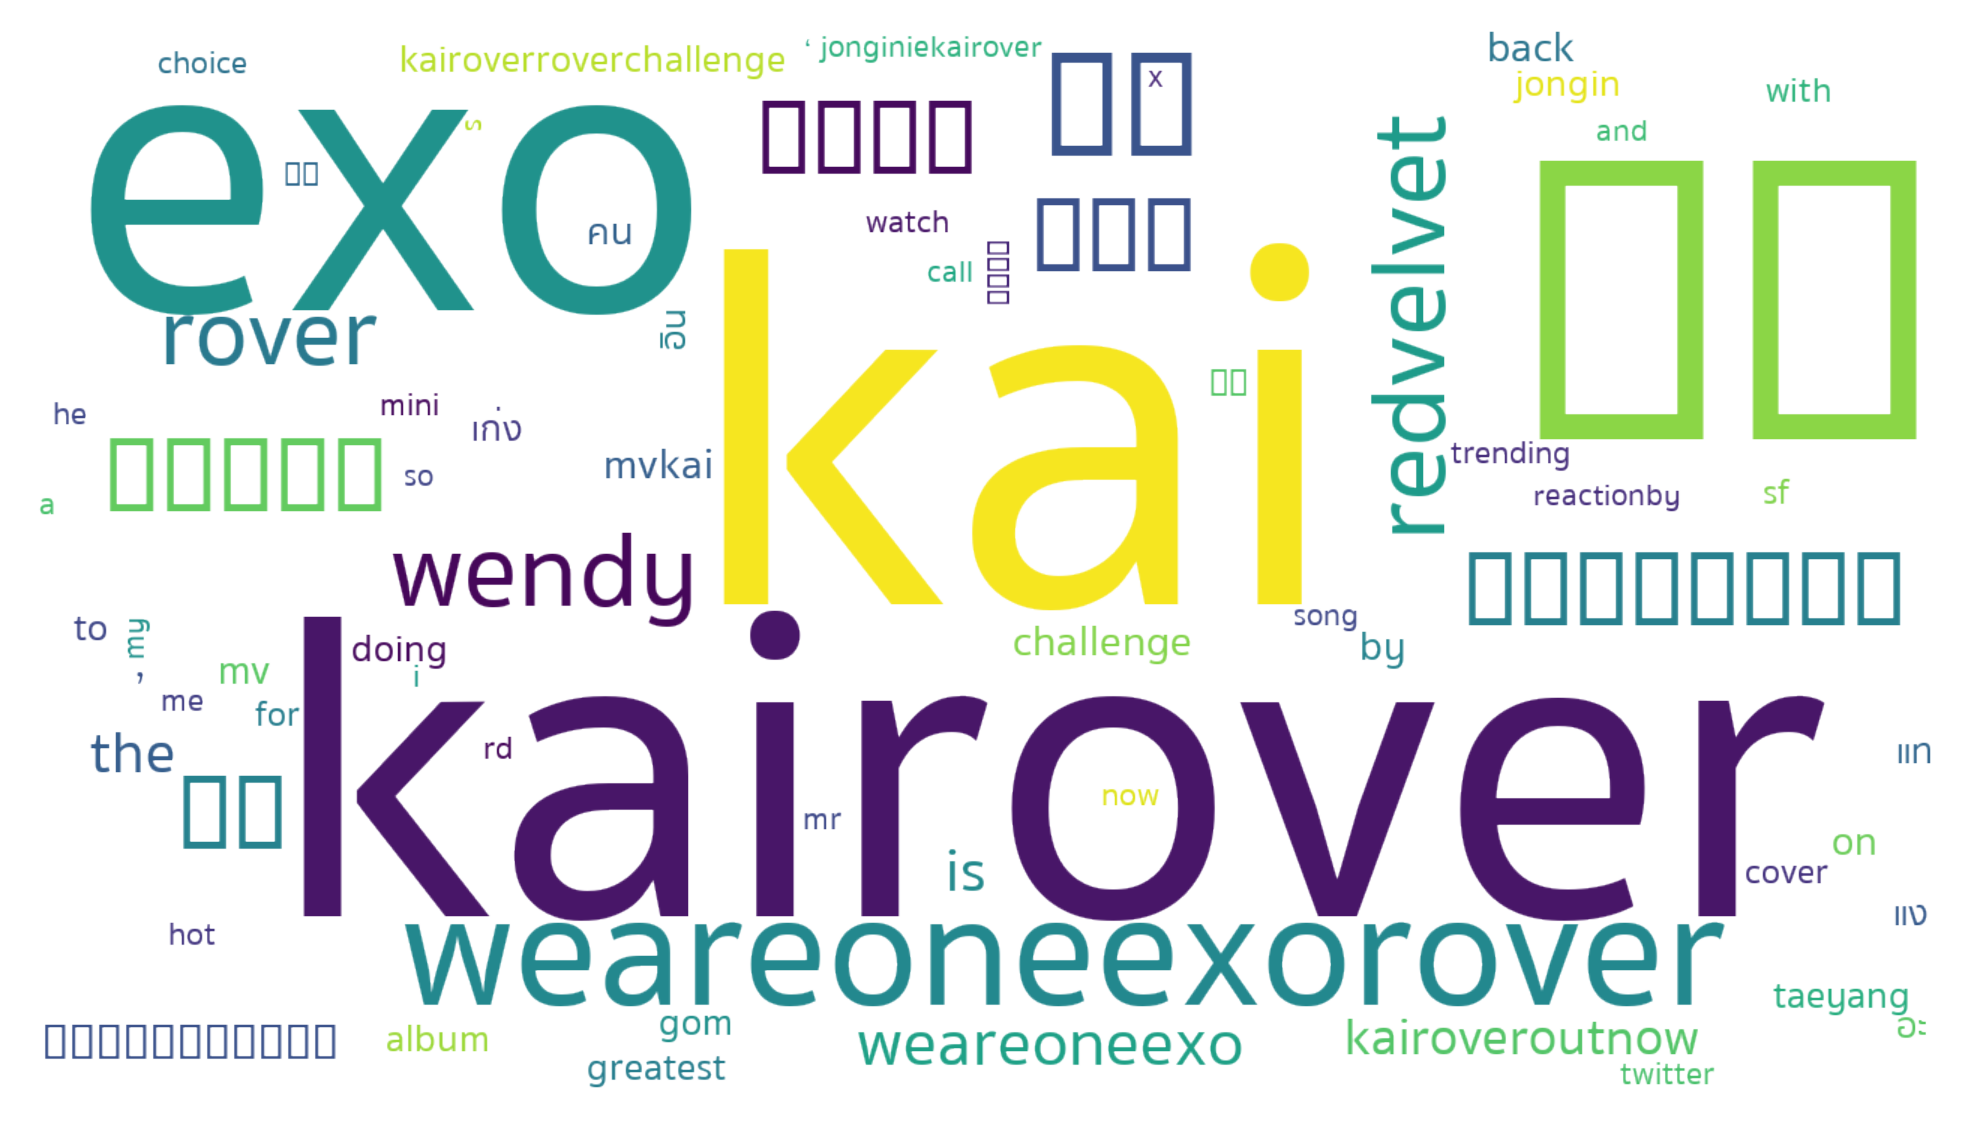 choice
kairoverroverchallenge
‘ jonginiekairover
back
x
jongin
with
exo
and
redvelvet
คน
watch
call
kai
rover
อิน
he
mini
เก่ง
so
mvkai
trending
a
reactionby
sf
wendy
to
, my
doing
challenge
song
by
mv
i
me
for
kairover
the
rd
now
แก
mr
is
on
cover
hot
weareoneexorover
แง
taeyang
album
gom
weareoneexo
kairoveroutnow
อะ
greatest
twitter